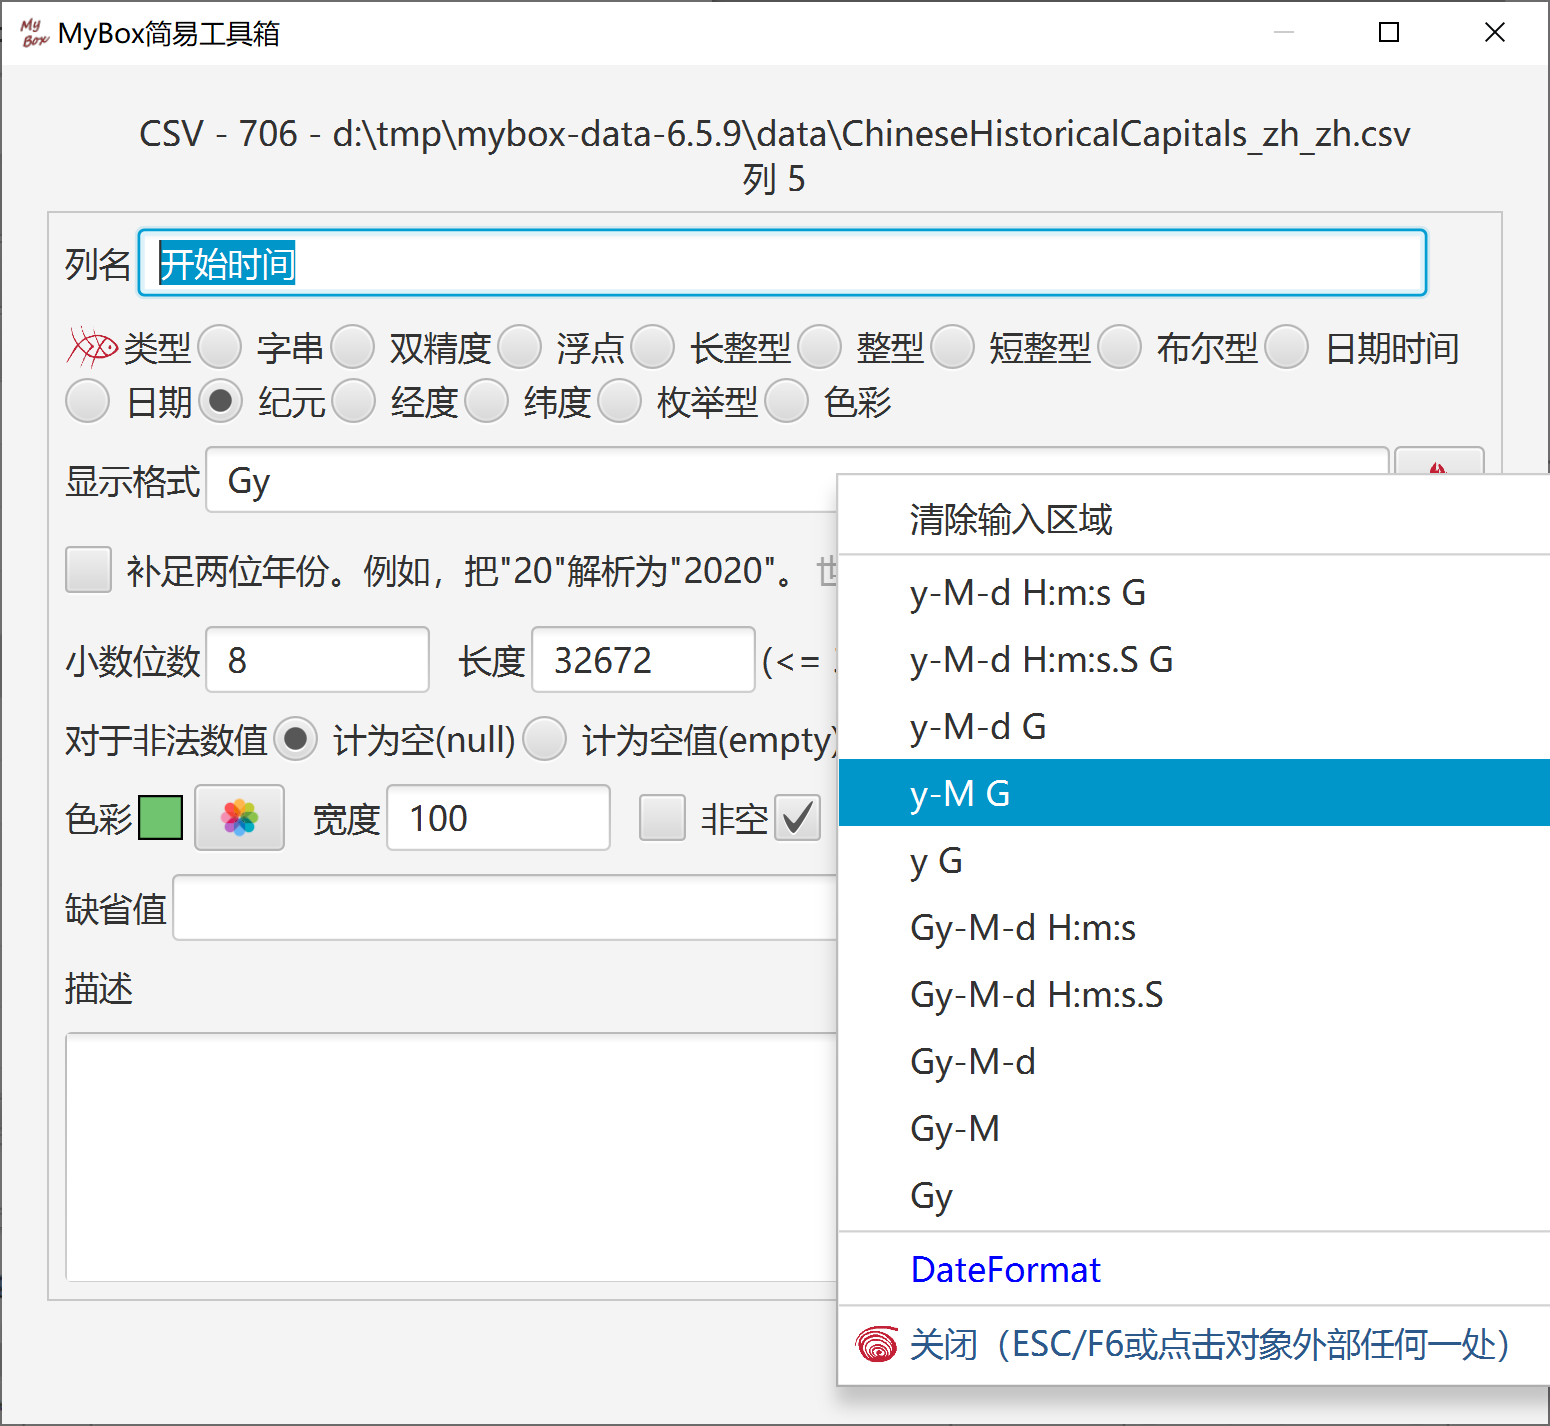 My Box MyBox简易工具箱
CSV - 706 - d:\tmp\mybox-data-6.5.9\data\ChineseHistoricalCapitals_zh_zh.csv
列 5
列名 开始时间
类型 字串 双精度 浮点 长整型 整型 短整型 布尔型 日期时间
日期 纪元 经度 纬度 枚举型 色彩
显示格式 Gy
补足两位年份。例如，把"20"解析为"2020"。
小数位数 8 长度 32672 (<=
对于非法数值 计为空(null) 计为空值(empty)
色彩 宽度 100 非空
缺省值
描述
清除输入区域
y-M-d H:m:s G
y-M-d H:m:s.S G
y-M-d G
y-M G
y G
Gy-M-d H:m:s
Gy-M-d H:m:s.S
Gy-M-d
Gy-M
Gy
DateFormat
关闭（ESC/F6或点击对象外部任何一处）